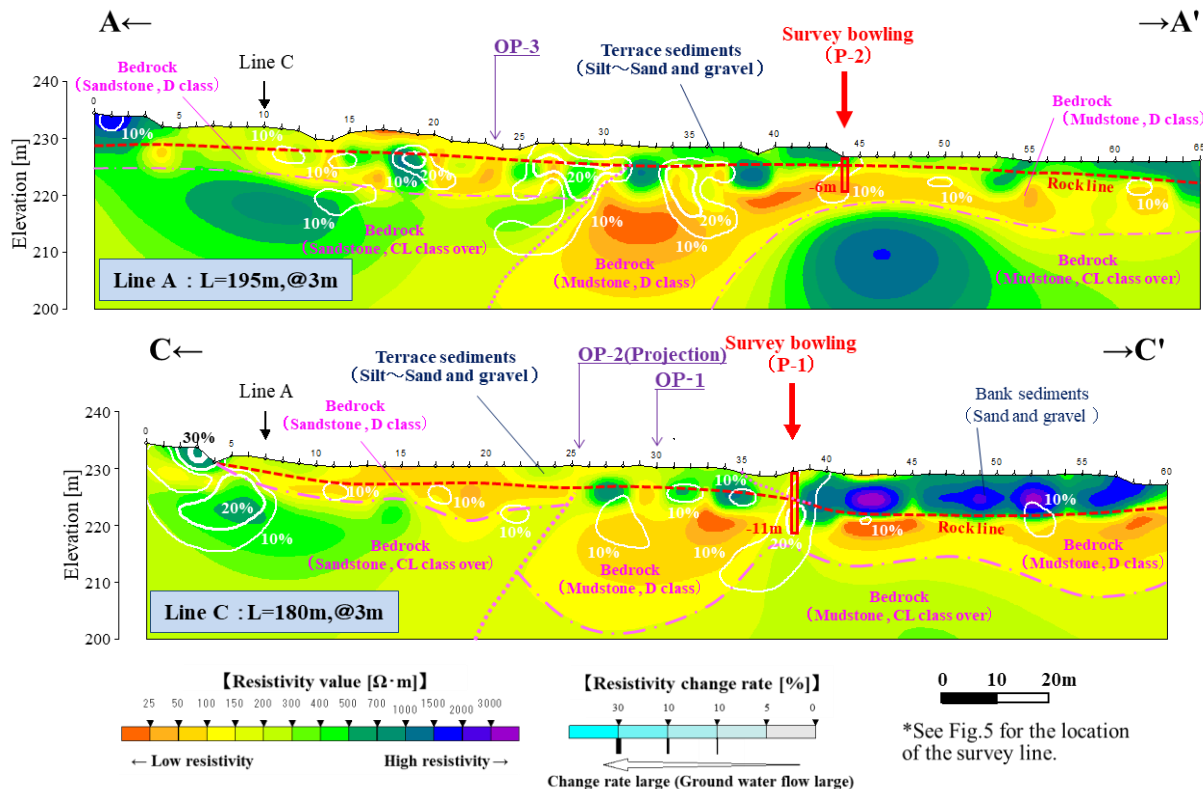 A←
→A'
OP-3
Terrace sediments
(Silt～Sand and gravel)
Survey bowling
(P-2)
Bedrock
(Sandstone, D class)
Line C
Bedrock
(Mudstone, D class)
240
230
220
210
200
Elevation [m]
0
5
10
15
20
25
30
35
40
45
50
55
60
65
10%
10%
10%
10%
20%
10%
20%
10%
20%
10%
10%
10%
10%
-6m
Rock line
Bedrock
(Sandstone, CL class over)
Bedrock
(Mudstone, D class)
Bedrock
(Mudstone, CL class over)
Line A : L=195m,@3m
C←
→C'
Terrace sediments
(Silt～Sand and gravel)
OP-2(Projection)
OP-1
Survey bowling
(P-1)
Line A
Bedrock
(Sandstone, D class)
Bank sediments
(Sand and gravel)
240
230
220
210
200
Elevation [m]
0
5
10
15
20
25
30
35
40
45
50
55
60
30%
20%
10%
10%
10%
10%
10%
10%
10%
10%
20%
10%
10%
-11m
Rock line
Bedrock
(Sandstone, CL class over)
Bedrock
(Mudstone, D class)
Bedrock
(Mudstone, CL class over)
Bedrock
(Mudstone, D class)
Line C : L=180m,@3m
【Resistivity value [Ω·m]】
25 50 100 200 300 400 500 700 1000 1500 2000 3000
← Low resistivity
High resistivity →
【Resistivity change rate [%]】
30 10 10 5 0
Change rate large (Ground water flow large)
0 10 20m
*See Fig.5 for the location
of the survey line.